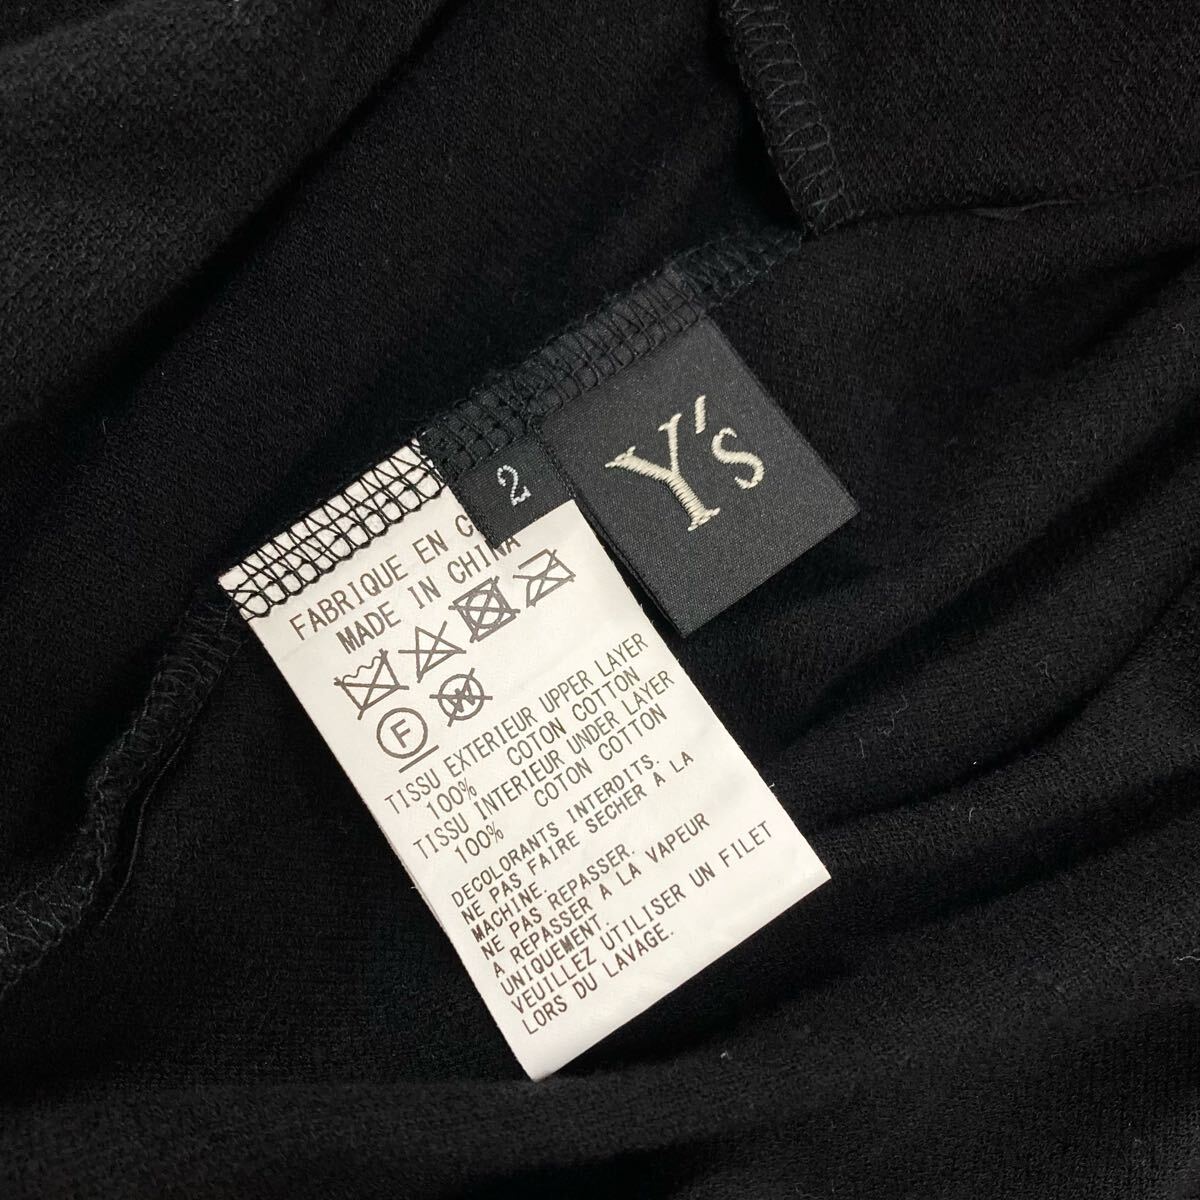 Y's
2
FABRIQUE EN
MADE IN CHINA
F
W
TISSU EXTERIEUR UPPER LAYER
100% COTON COTTON
TISSU INTERIEUR UNDER LAYER
100% COTON COTTON
DECOLORANTS INTERDITS.
NE PAS FAIRE SECHER A LA
MACHINE.
NE PAS REPASSER.
A REPASSER A LA VAPEUR
UNIQUEMENT.
VEUILLEZ UTILISER UN FILET
LORS DU LAVAGE.